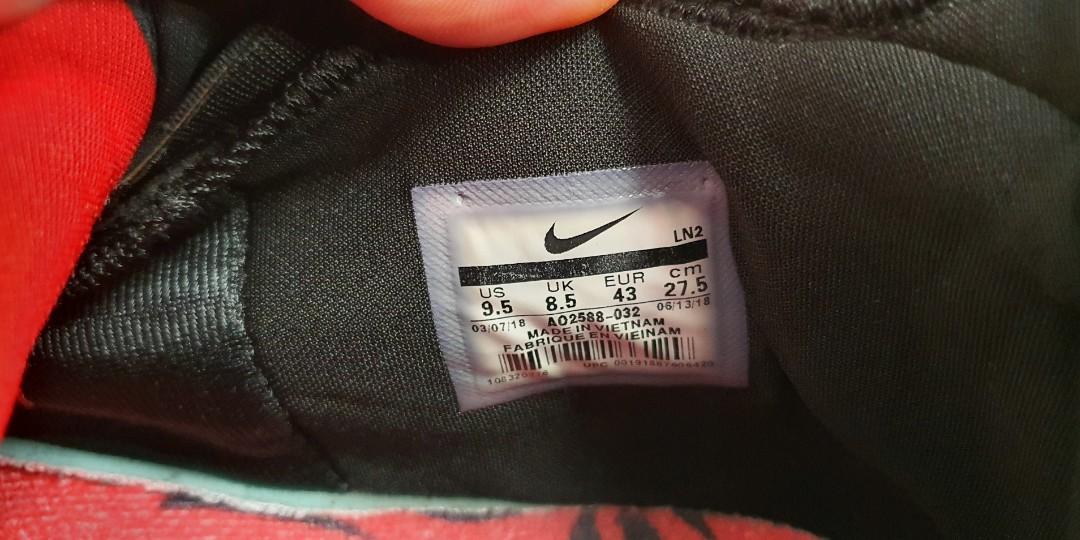 LN2
US UK EUR cm
9.5 8.5 43 27.5
03/07/18 AO2588-032 06/13/18
MADE IN VIETNAM
FABRIQUE EN VIETNAM
UPC